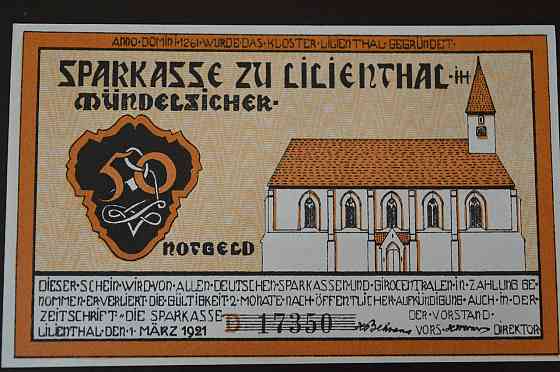 ANNO·DOMINI·1261·WURDE·DAS·KLOSTER·LILIENTHAL·GEGRÜNDET·
SPARKASSE ZU LILIENTHAL·
MÜNDELSICHER·
50
NOTGELD
DIESER·SCHEIN·WIRD·VON·ALLEN·DEUTSCHEN·SPARKASSEN·UND·GIROCENTRALEN·IN·ZAHLUNG GE-
NOMMEN·ER·VERLIERT·DIE·GÜLTIGKEIT·2·MONATE·NACH·ÖFFENTLICHER·AUFKÜNDIGUNG·AUCH·IN·DER·
ZEITSCHRIFT·„DIE SPARKASSE
DER·VORSTAND·
LILIENTHAL·DEN·1·MÄRZ 1921
D 17350
Behrens
VORS·
DIREKTOR